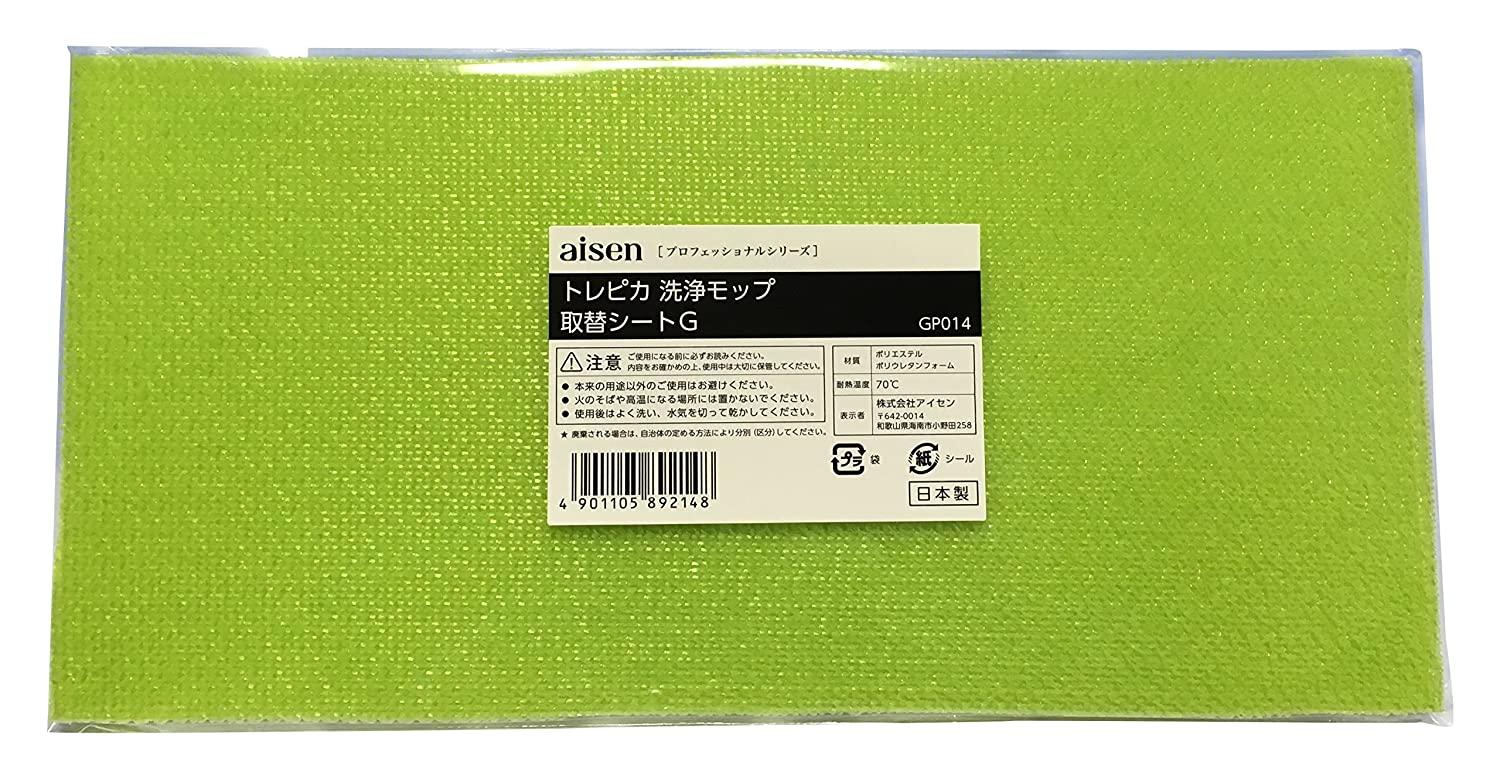 aisen [プロフェッショナルシリーズ]
トレピカ 洗浄モップ
取替シートG GP014
注意 ご使用になる前に必ずお読みください。
内容をお確かめの上、使用中は大切に保管してください。
● 本来の用途以外のご使用はお避けください。
● 火のそばや高温になる場所には置かないでください。
● 使用後はよく洗い、水気を切って乾かしてください。
★ 廃棄される場合は、自治体の定める方法により分別(区分)してください。
材質 ポリエステル
ポリウレタンフォーム
耐熱温度 70℃
表示者 株式会社アイセン
〒642-0014
和歌山県海南市小野田258
プラ 袋 紙 シール
日本製
4 901105 892148